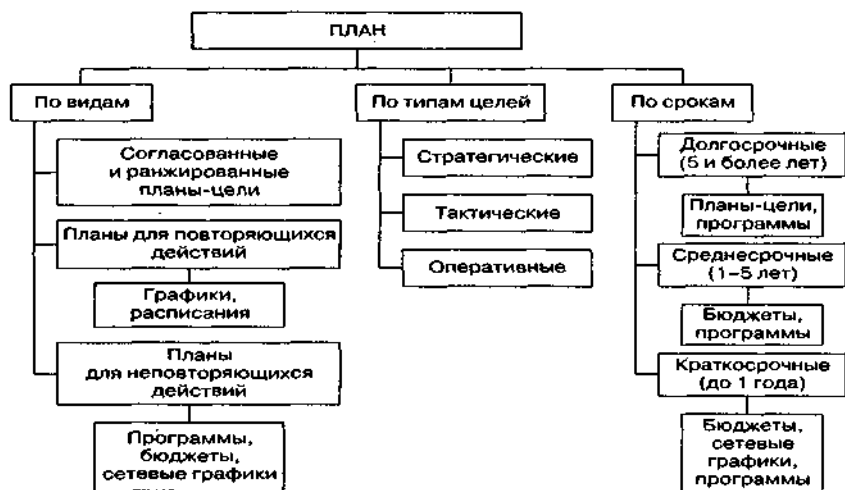 ПЛАН
По видам
Согласованные
и ранжированные
планы-цели
Планы для повторяющихся
действий
Графики,
расписания
Планы
для неповторяющихся
действий
Программы,
бюджеты,
сетевые графики
По типам целей
Стратегические
Тактические
Оперативные
По срокам
Долгосрочные
(5 и более лет)
Планы-цели,
программы
Среднесрочные
(1–5 лет)
Бюджеты,
программы
Краткосрочные
(до 1 года)
Бюджеты,
сетевые
графики,
программы